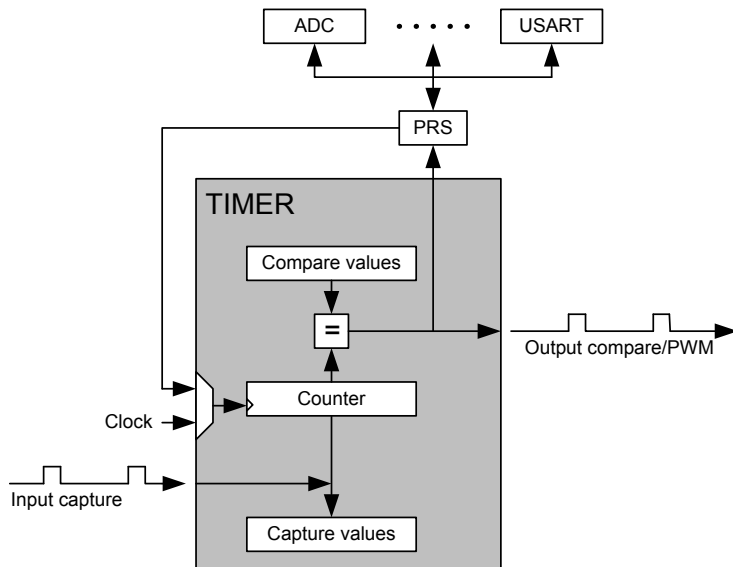 ADC
. . . . .
USART
PRS
TIMER
Compare values
=
Output compare/PWM
Counter
Clock
Input capture
Capture values